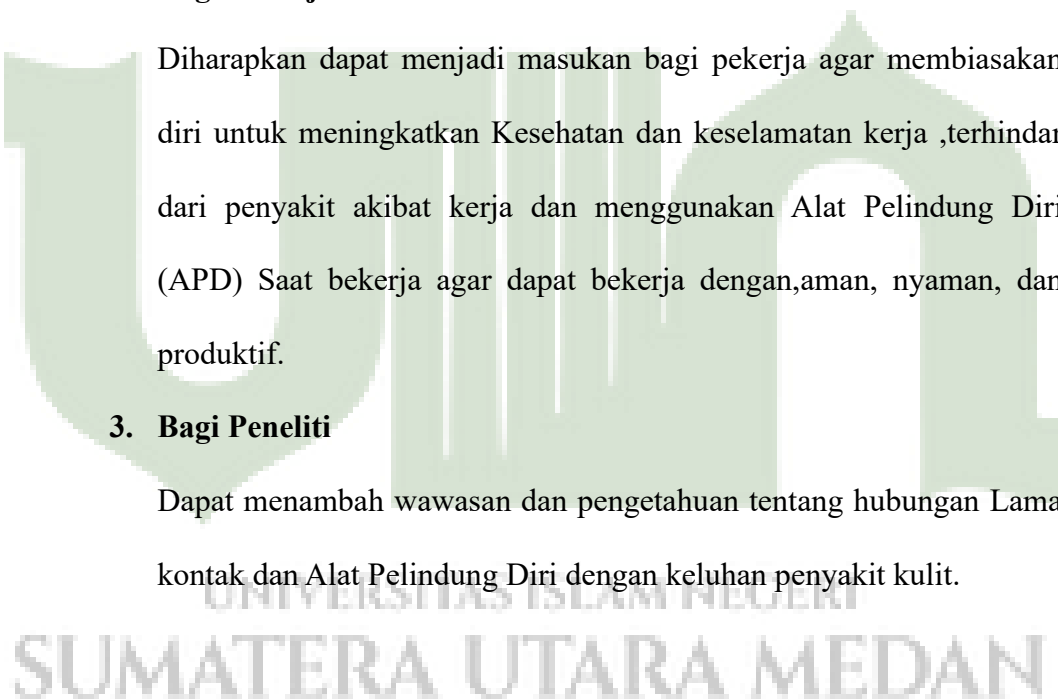 Diharapkan dapat menjadi masukan bagi pekerja agar membiasakan
diri untuk meningkatkan Kesehatan dan keselamatan kerja ,terhindar
dari penyakit akibat kerja dan menggunakan Alat Pelindung Diri
(APD) Saat bekerja agar dapat bekerja dengan,aman, nyaman, dan
produktif.
3. Bagi Peneliti
Dapat menambah wawasan dan pengetahuan tentang hubungan Lama
kontak dan Alat Pelindung Diri dengan keluhan penyakit kulit.
UNIVERSITAS ISLAM NEGERI
SUMATERA UTARA MEDAN